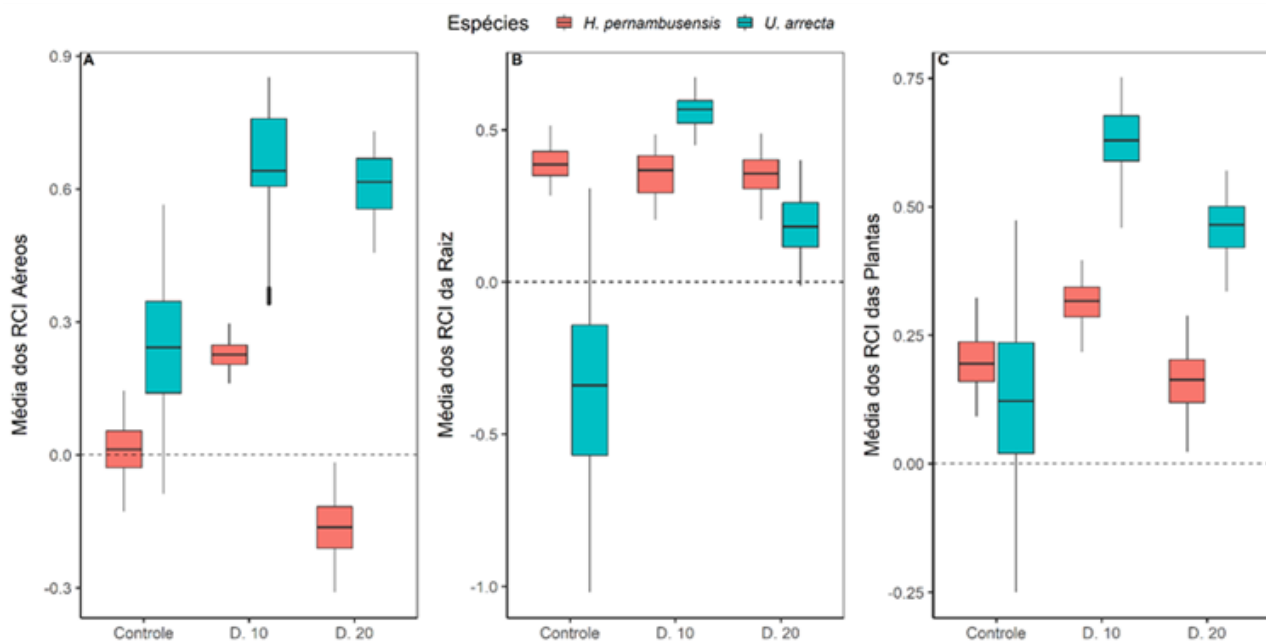 Espécies H. pernambusensis U. arrecta
A
Média dos RCI Aéreos
0.9
0.6
0.3
0.0
-0.3
Controle D. 10 D. 20
B
Média dos RCI da Raiz
0.5
0.0
-0.5
-1.0
Controle D. 10 D. 20
C
Média dos RCI das Plantas
0.75
0.50
0.25
0.00
-0.25
Controle D. 10 D. 20